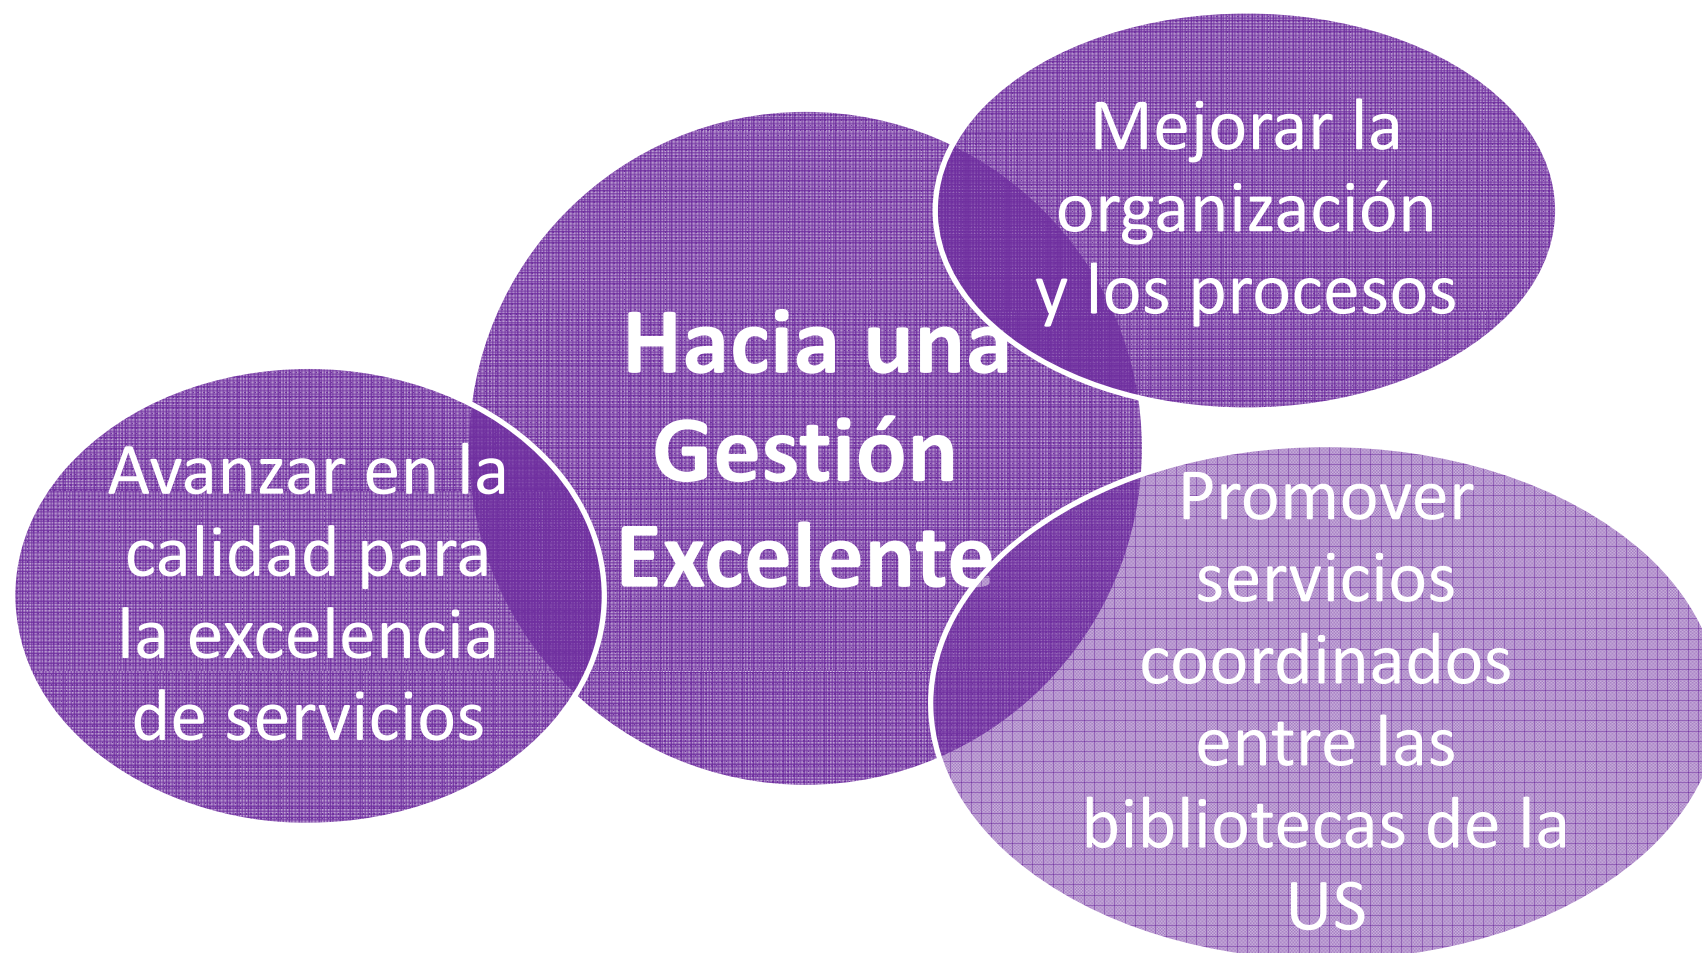 Mejorar la
organización
y los procesos
Hacia una
Gestión
Excelente
Avanzar en la
calidad para
la excelencia
de servicios
Promover
servicios
coordinados
entre las
bibliotecas de la
US